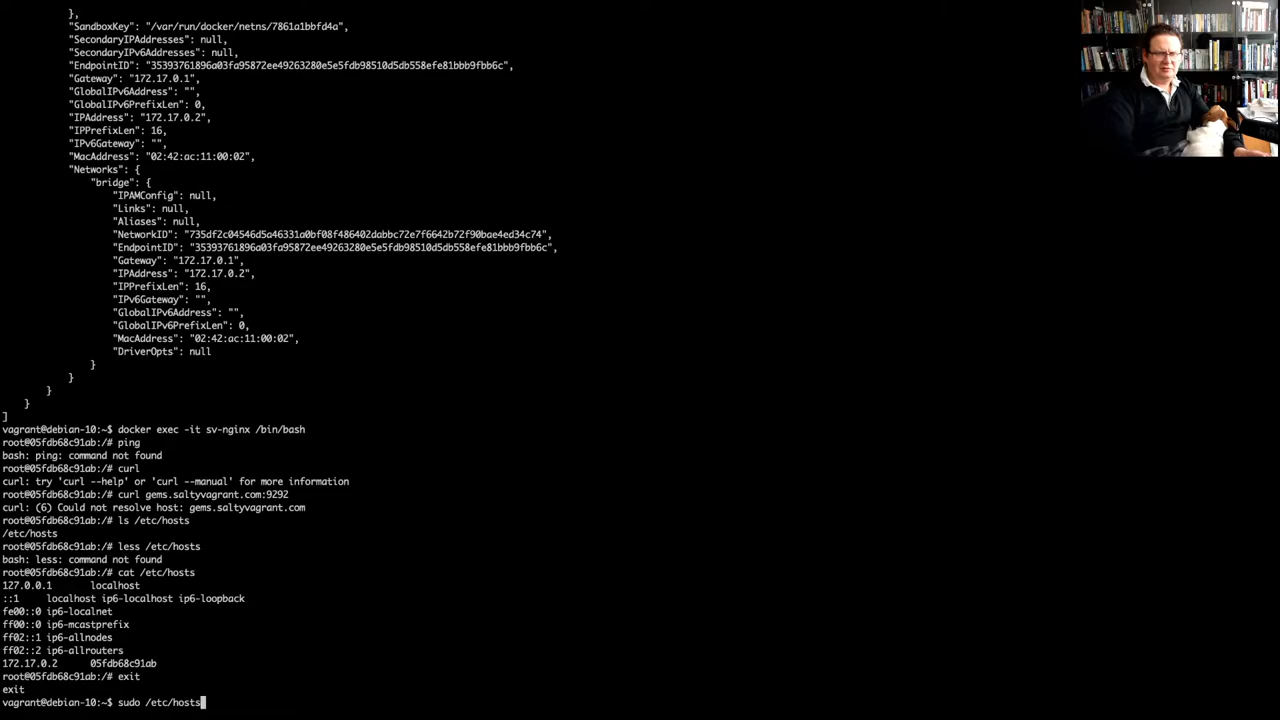 },
"SandboxKey": "/var/run/docker/netns/7861a1bbfd4a",
"SecondaryIPAddresses": null,
"SecondaryIPv6Addresses": null,
"EndpointID": "35393761896a03fa95872ee49263280e5e5fdb98510d5db558efe81bbb9fbb6c",
"Gateway": "172.17.0.1",
"GlobalIPv6Address": "",
"GlobalIPv6PrefixLen": 0,
"IPAddress": "172.17.0.2",
"IPPrefixLen": 16,
"IPv6Gateway": "",
"MacAddress": "02:42:ac:11:00:02",
"Networks": {
"bridge": {
"IPAMConfig": null,
"Links": null,
"Aliases": null,
"NetworkID": "735df2c04546d5a46331a0bf08f486402dabbc72e7f6642b72f90bae4ed34c74",
"EndpointID": "35393761896a03fa95872ee49263280e5e5fdb98510d5db558efe81bbb9fbb6c",
"Gateway": "172.17.0.1",
"IPAddress": "172.17.0.2",
"IPPrefixLen": 16,
"IPv6Gateway": "",
"GlobalIPv6Address": "",
"GlobalIPv6PrefixLen": 0,
"MacAddress": "02:42:ac:11:00:02",
"DriverOpts": null
}
}
}
}
]
vagrant@debian-10:~$ docker exec -it sv-nginx /bin/bash
root@05fdb68c91ab:/# ping
bash: ping: command not found
root@05fdb68c91ab:/# curl
curl: try 'curl --help' or 'curl --manual' for more information
root@05fdb68c91ab:/# curl gems.saltyvagrant.com:9292
curl: (6) Could not resolve host: gems.saltyvagrant.com
root@05fdb68c91ab:/# ls /etc/hosts
/etc/hosts
root@05fdb68c91ab:/# less /etc/hosts
bash: less: command not found
root@05fdb68c91ab:/# cat /etc/hosts
127.0.0.1 localhost
::1 localhost ip6-localhost ip6-loopback
fe00::0 ip6-localnet
ff00::0 ip6-mcastprefix
ff02::1 ip6-allnodes
ff02::2 ip6-allrouters
172.17.0.2 05fdb68c91ab
root@05fdb68c91ab:/# exit
exit
vagrant@debian-10:~$ sudo /etc/hosts